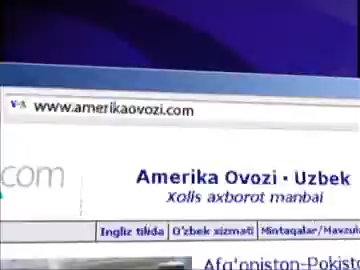 www.amerikaovozi.com
.com
Amerika Ovozi • Uzbek
Xolis axborot manbai
Ingliz tilida O'zbek xizmati Mintaqalar/Mavzula
Afg'oniston-Pokisto